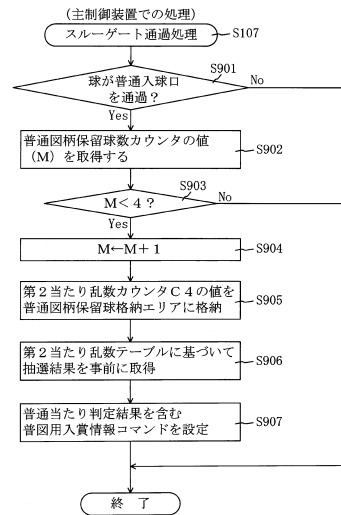 (主制御装置での処理)
スルーゲート通過処理
S107
球が普通入球口
を通過?
S901
No
Yes
普通図柄保留球数カウンタの値
(M)を取得する
S902
M<4?
S903
No
Yes
M←M+1
S904
第2当たり乱数カウンタC4の値を
普通図柄保留球格納エリアに格納
S905
第2当たり乱数テーブルに基づいて
抽選結果を事前に取得
S906
普通当たり判定結果を含む
普図用入賞情報コマンドを設定
S907
終了